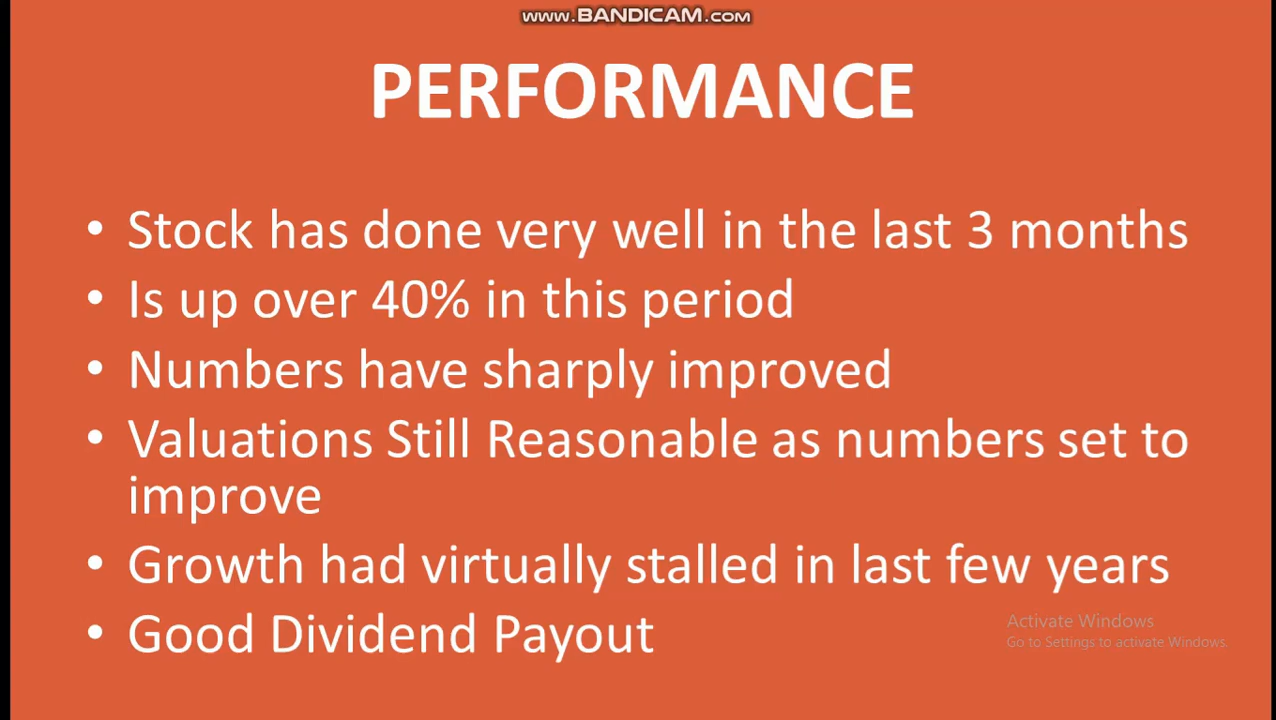 www.BANDICAM.com
PERFORMANCE
• Stock has done very well in the last 3 months
• Is up over 40% in this period
• Numbers have sharply improved
• Valuations Still Reasonable as numbers set to
improve
• Growth had virtually stalled in last few years
• Good Dividend Payout
Activate Windows
Go to Settings to activate Windows.